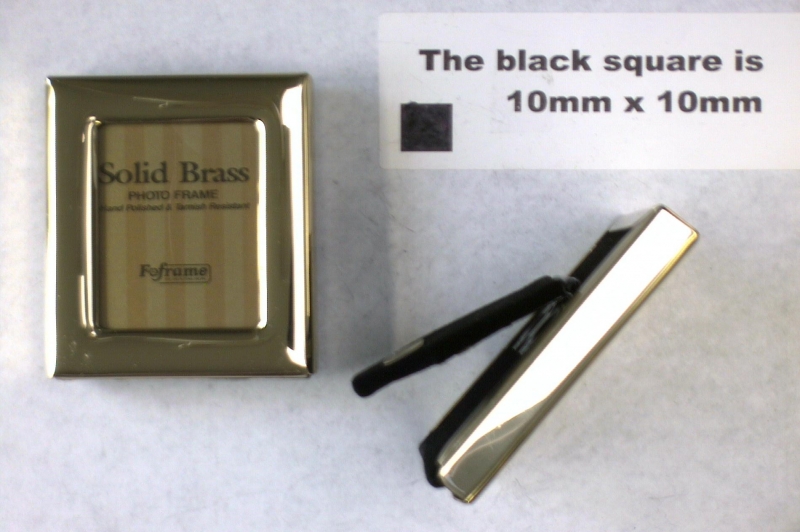 The black square is
10mm x 10mm
Solid Brass
PHOTO FRAME
Hand Polished & Tarnish Resistant
Foframe